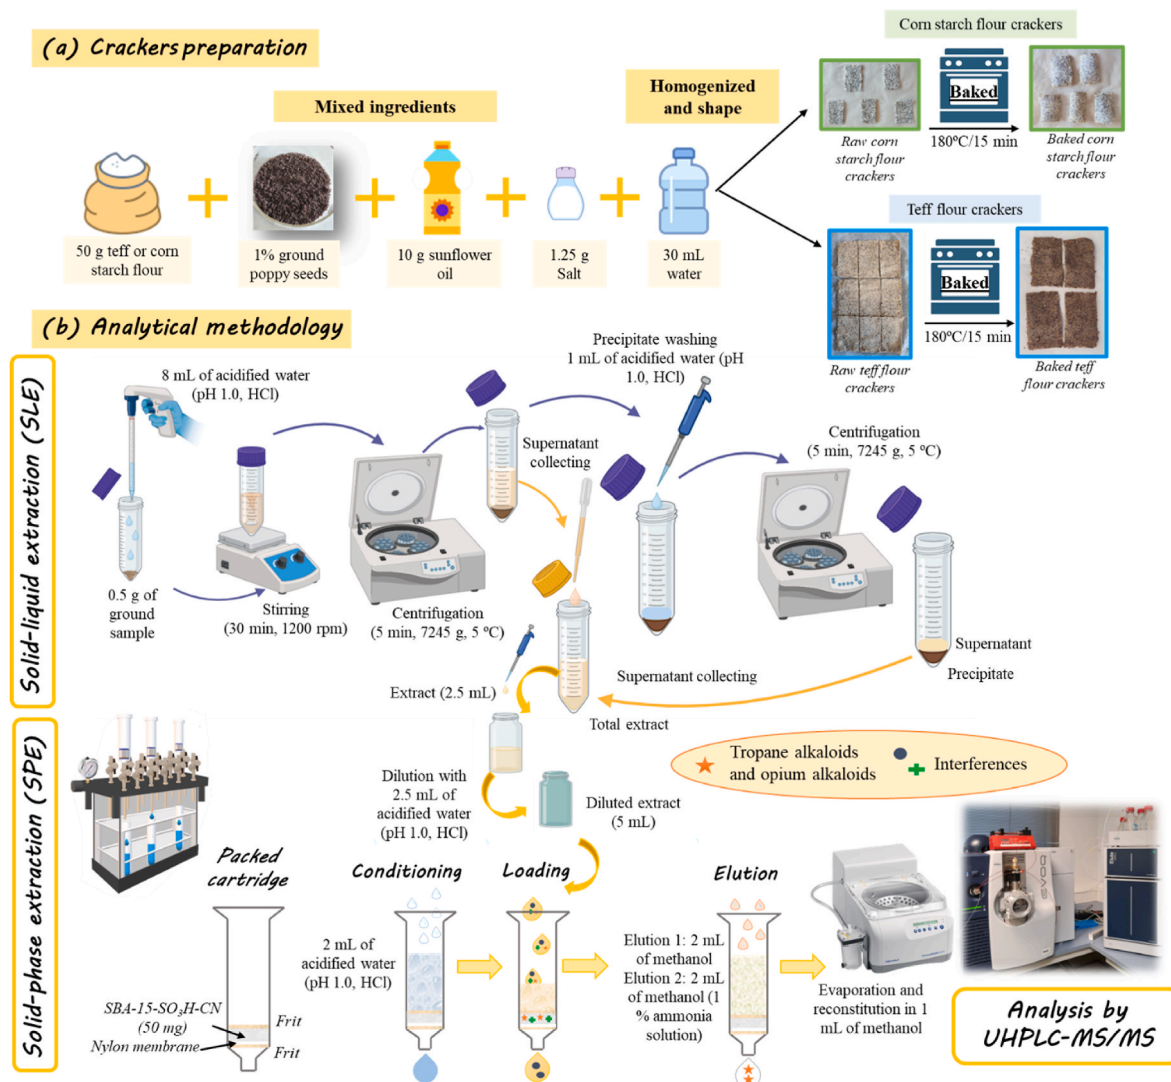 (a) Crackers preparation
Mixed ingredients
Homogenized
and shape
50 g teff or corn
starch flour
1% ground
poppy seeds
10 g sunflower
oil
1.25 g
Salt
30 mL
water
Corn starch flour crackers
Baked
180ºC/15 min
Raw corn
starch flour
crackers
Baked corn
starch flour
crackers
Teff flour crackers
Baked
180ºC/15 min
Raw teff flour
crackers
Baked teff
flour crackers
(b) Analytical methodology
Solid-liquid extraction (SLE)
8 mL of acidified water
(pH 1.0, HCl)
0.5 g of
ground
sample
Stirring
(30 min, 1200 rpm)
Centrifugation
(5 min, 7245 g, 5 ºC)
Supernatant
collecting
Precipitate washing
1 mL of acidified water (pH
1.0, HCl)
Centrifugation
(5 min, 7245 g, 5 ºC)
Supernatant
Precipitate
Supernatant collecting
Total extract
Extract (2.5 mL)
Solid-phase extraction (SPE)
Dilution with
2.5 mL of
acidified water
(pH 1.0, HCl)
Diluted extract
(5 mL)
Tropane alkaloids
and opium alkaloids
Interferences
Packed
cartridge
SBA-15-SO3H-CN
(50 mg)
Nylon membrane
Frit
Frit
Conditioning
2 mL of
acidified water
(pH 1.0, HCl)
Loading
Elution
Elution 1: 2 mL
of methanol
Elution 2: 2 mL
of methanol (1
% ammonia
solution)
Evaporation and
reconstitution in 1
mL of methanol
EVOQ
Analysis by
UHPLC-MS/MS